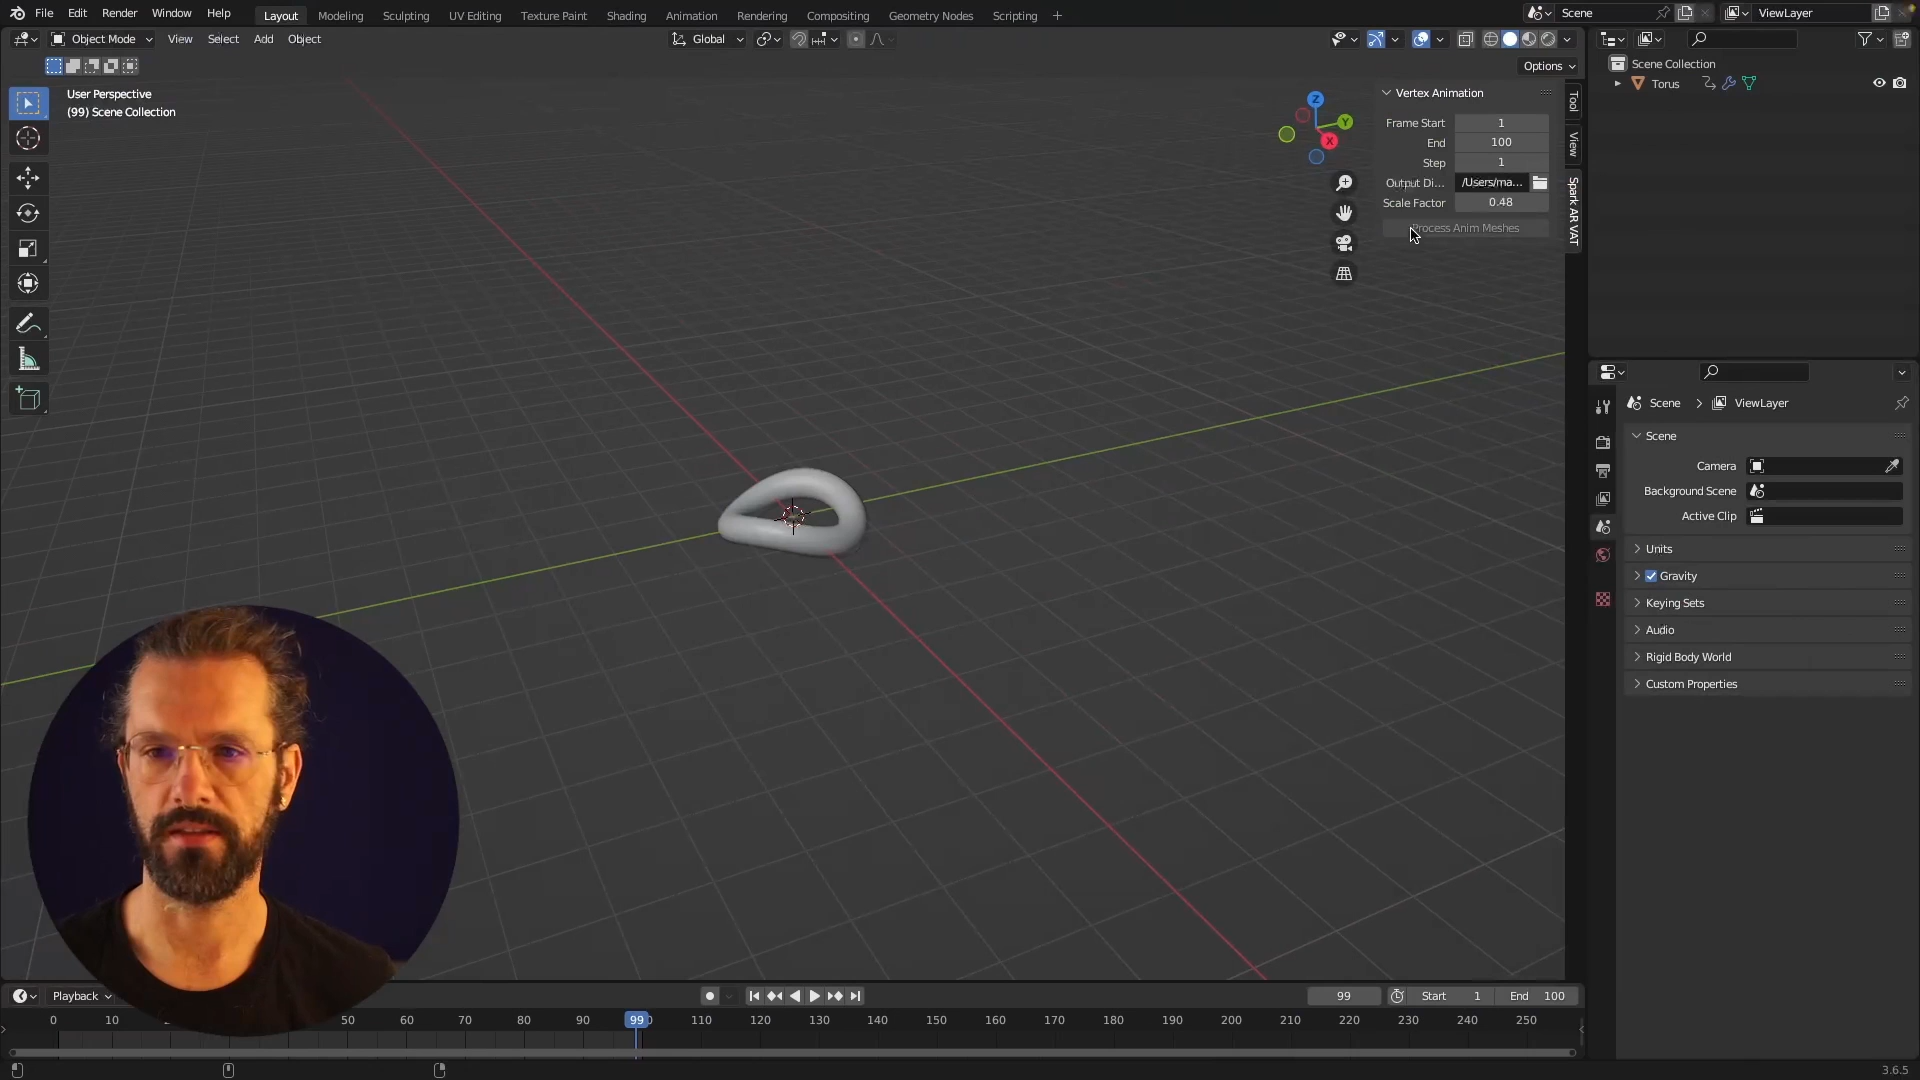 File Edit Render Window Help
Layout Modeling Sculpting UV Editing Texture Paint Shading Animation Rendering Compositing Geometry Nodes Scripting +
Scene
ViewLayer
Object Mode View Select Add Object
Global
Options
User Perspective
(99) Scene Collection
Z
Y
X
Vertex Animation
Frame Start 1
End 100
Step 1
Output Di... /Users/ma...
Scale Factor 0.48
Process Anim Meshes
Tool
View
Spark AR VAT
Scene Collection
Torus
Scene > ViewLayer
Scene
Camera
Background Scene
Active Clip
Units
Gravity
Keying Sets
Audio
Rigid Body World
Custom Properties
Playback
99
Start 1
End 100
0 10 50 60 70 80 90 99 110 120 130 140 150 160 170 180 190 200 210 220 230 240 250
3.6.5